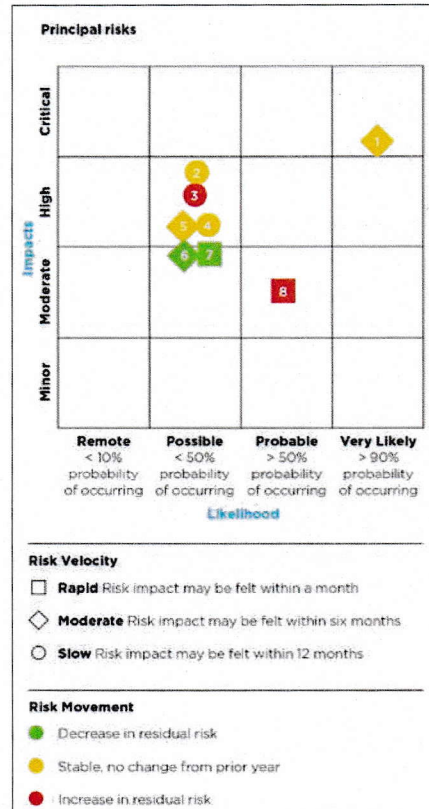 Principal risks
Critical
High
Moderate
Minor
Impacts
1
2
3
5 4
6 7
8
Remote Possible Probable Very Likely
< 10% < 50% > 50% > 90%
probability probability probability probability
of occurring of occurring of occurring of occurring
Likelihood
Risk Velocity
Rapid Risk impact may be felt within a month
Moderate Risk impact may be felt within six months
Slow Risk impact may be felt within 12 months
Risk Movement
Decrease in residual risk
Stable, no change from prior year
Increase in residual risk